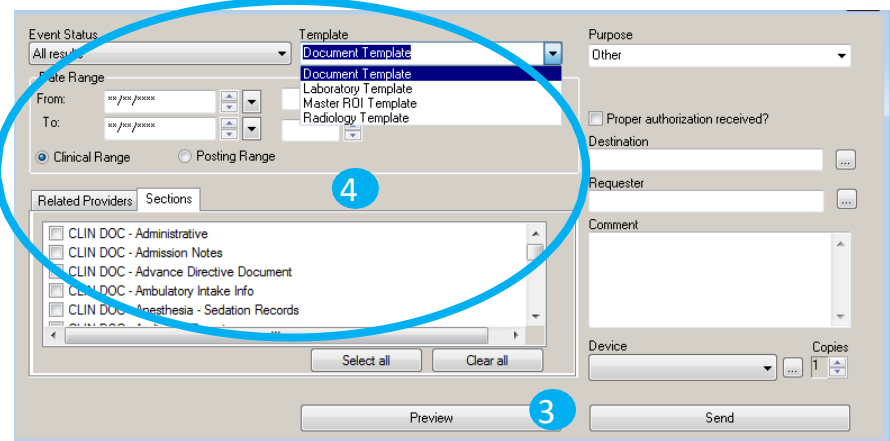 Event Status
All results
Template
Document Template
Document Template
Laboratory Template
Master ROI Template
Radiology Template
Date Range
From:
**/**/****
To:
**/**/****
Clinical Range
Posting Range
Related Providers
Sections
4
CLIN DOC - Administrative
CLIN DOC - Admission Notes
CLIN DOC - Advance Directive Document
CLIN DOC - Ambulatory Intake Info
CLIN DOC - Anesthesia - Sedation Records
CLIN DOC
Select all
Clear all
Preview
3
Purpose
Other
Proper authorization received?
Destination
...
Requester
...
Comment
Device
Copies
...
1
Send